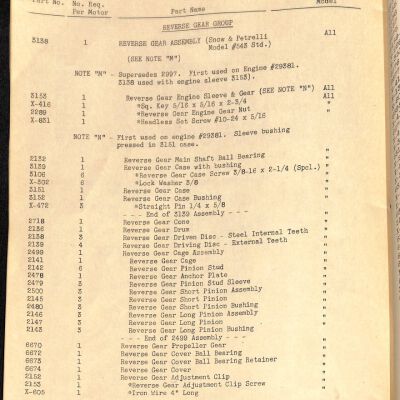 Part No. No. Req. Per Motor Part Name Model
REVERSE GEAR GROUP
3138 1 REVERSE GEAR ASSEMBLY (Snow & Petrelli All
Model #543 Std.)
(SEE NOTE "M")
NOTE "M" - Supersedes 2997. First used on Engine #29381.
3138 used with engine sleeve 3153).
3153 1 Reverse Gear Engine Sleeve & Gear (SEE NOTE "N") All
X-416 1 *Sq. Key 5/16 x 5/16 x 2-3/4 All
2289 1 *Reverse Gear Engine Gear Nut "
X-831 1 *Headless Set Screw #10-24 x 5/16 "
NOTE "N" - First used on engine #29381. Sleeve bushing
pressed in 3151 case.
2132 1 Reverse Gear Main Shaft Ball Bearing "
3139 1 Reverse Gear Case with bushing "
3106 6 *Reverse Gear Case Screw 3/8-16 x 2-1/4 (Spcl.) "
X-302 6 *Lock Washer 3/8 "
3151 1 Reverse Gear Case "
3152 1 Reverse Gear Case Bushing "
X-472 3 *Straight Pin 1/4 x 5/8 "
- - - End of 3139 Assembly - - -
2718 1 Reverse Gear Cone "
2136 1 Reverse Gear Drum "
2138 3 Reverse Gear Driven Disc - Steel Internal Teeth "
2139 4 Reverse Gear Driving Disc - External Teeth "
2499 1 Reverse Gear Cage Assembly "
2141 1 Reverse Gear Cage "
2142 6 Reverse Gear Pinion Stud "
2478 1 Reverse Gear Anchor Plate "
2479 3 Reverse Gear Pinion Stud Sleeve "
2500 3 Reverse Gear Short Pinion Assembly "
2145 3 Reverse Gear Short Pinion "
2480 3 Reverse Gear Short Pinion Bushing "
2146 3 Reverse Gear Long Pinion Assembly "
2147 3 Reverse Gear Long Pinion "
2143 3 Reverse Gear Long Pinion Bushing "
- - - End of 2499 Assembly - - -
6670 1 Reverse Gear Propeller Gear "
6672 1 Reverse Gear Cover Ball Bearing "
6673 1 Reverse Gear Cover Ball Bearing Retainer "
6674 1 Reverse Gear Cover "
2152 1 Reverse Gear Adjustment Clip "
2153 1 *Reverse Gear Adjustment Clip Screw "
X-605 1 *Iron Wire 4" Long "